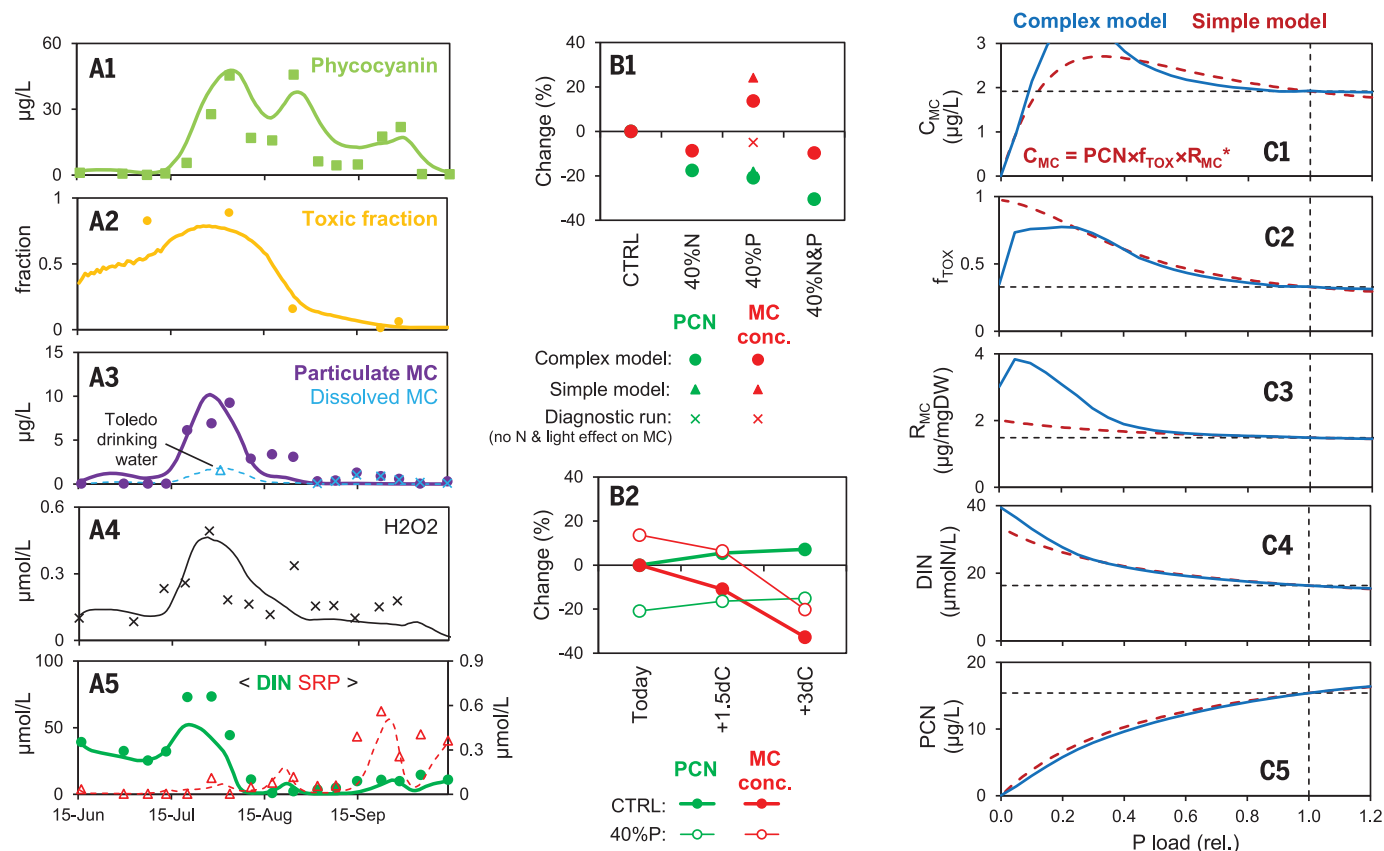 A1
Phycocyanin
µg/L
60
30
0
A2
Toxic fraction
fraction
1
0.5
0
A3
Particulate MC
Dissolved MC
Toledo
drinking
water
µg/L
15
10
5
0
A4
H2O2
µmol/L
0.6
0.3
0
A5
< DIN SRP >
µmol/L
100
50
0
0.9
0.6
0.3
0
µmol/L
15-Jun
15-Jul
15-Aug
15-Sep
B1
Change (%)
40
20
0
-20
-40
CTRL
40%N
40%P
40%N&P
PCN
MC
conc.
Complex model:
Simple model:
Diagnostic run:
(no N & light effect on MC)
B2
Change (%)
40
20
0
-20
-40
Today
+1.5dC
+3dC
PCN
MC
conc.
CTRL:
40%P:
Complex model
Simple model
C1
C_MC
(µg/L)
3
2
1
0
C_MC = PCN×f_TOX×R_MC*
C2
f_TOX
1
0.5
0
C3
R_MC
(µg/mgDW)
4
2
0
C4
DIN
(µmolN/L)
40
20
0
C5
PCN
(µg/L)
20
10
0
0.0
0.2
0.4
0.6
0.8
1.0
1.2
P load (rel.)